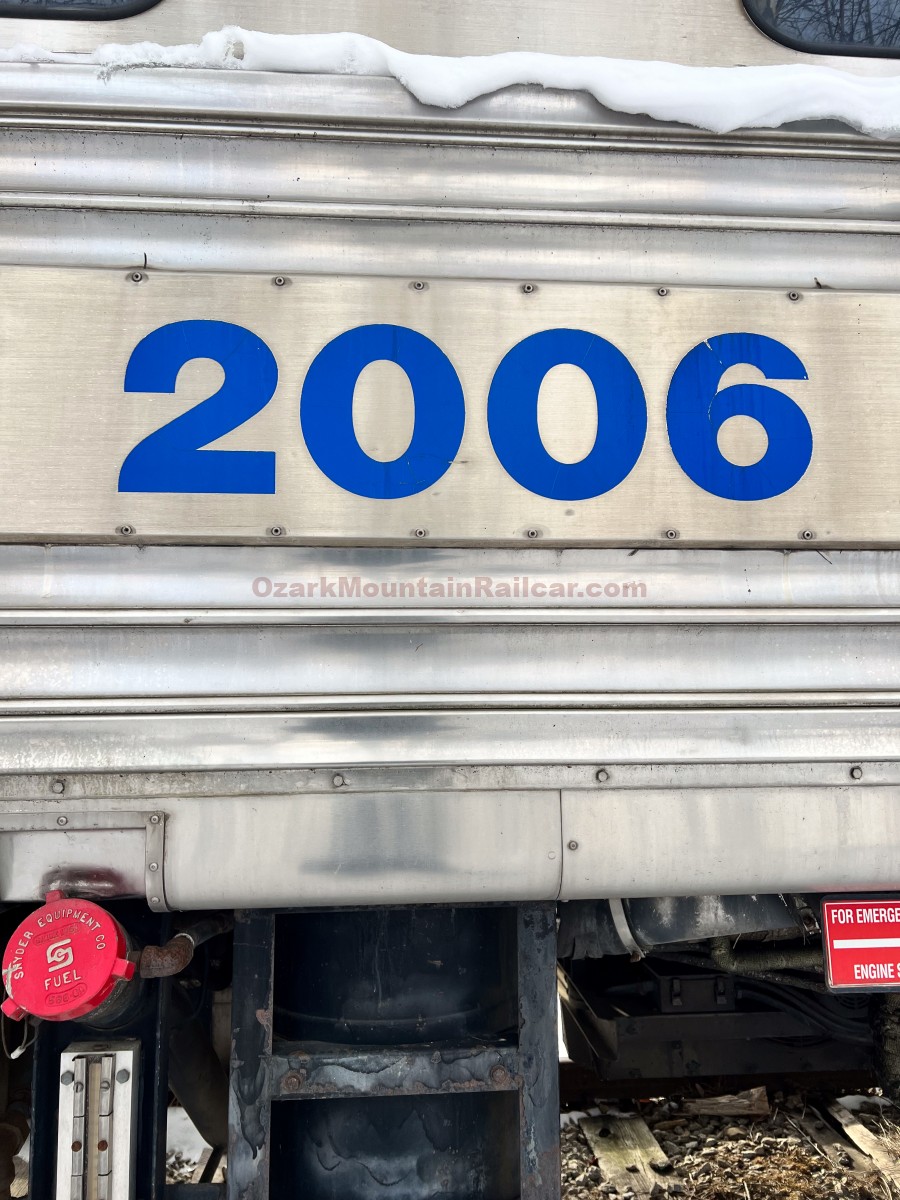 2006
OzarkMountainRailcar.com
SNYDER EQUIPMENT CO
FUEL
FOR EMERGE
ENGINE S